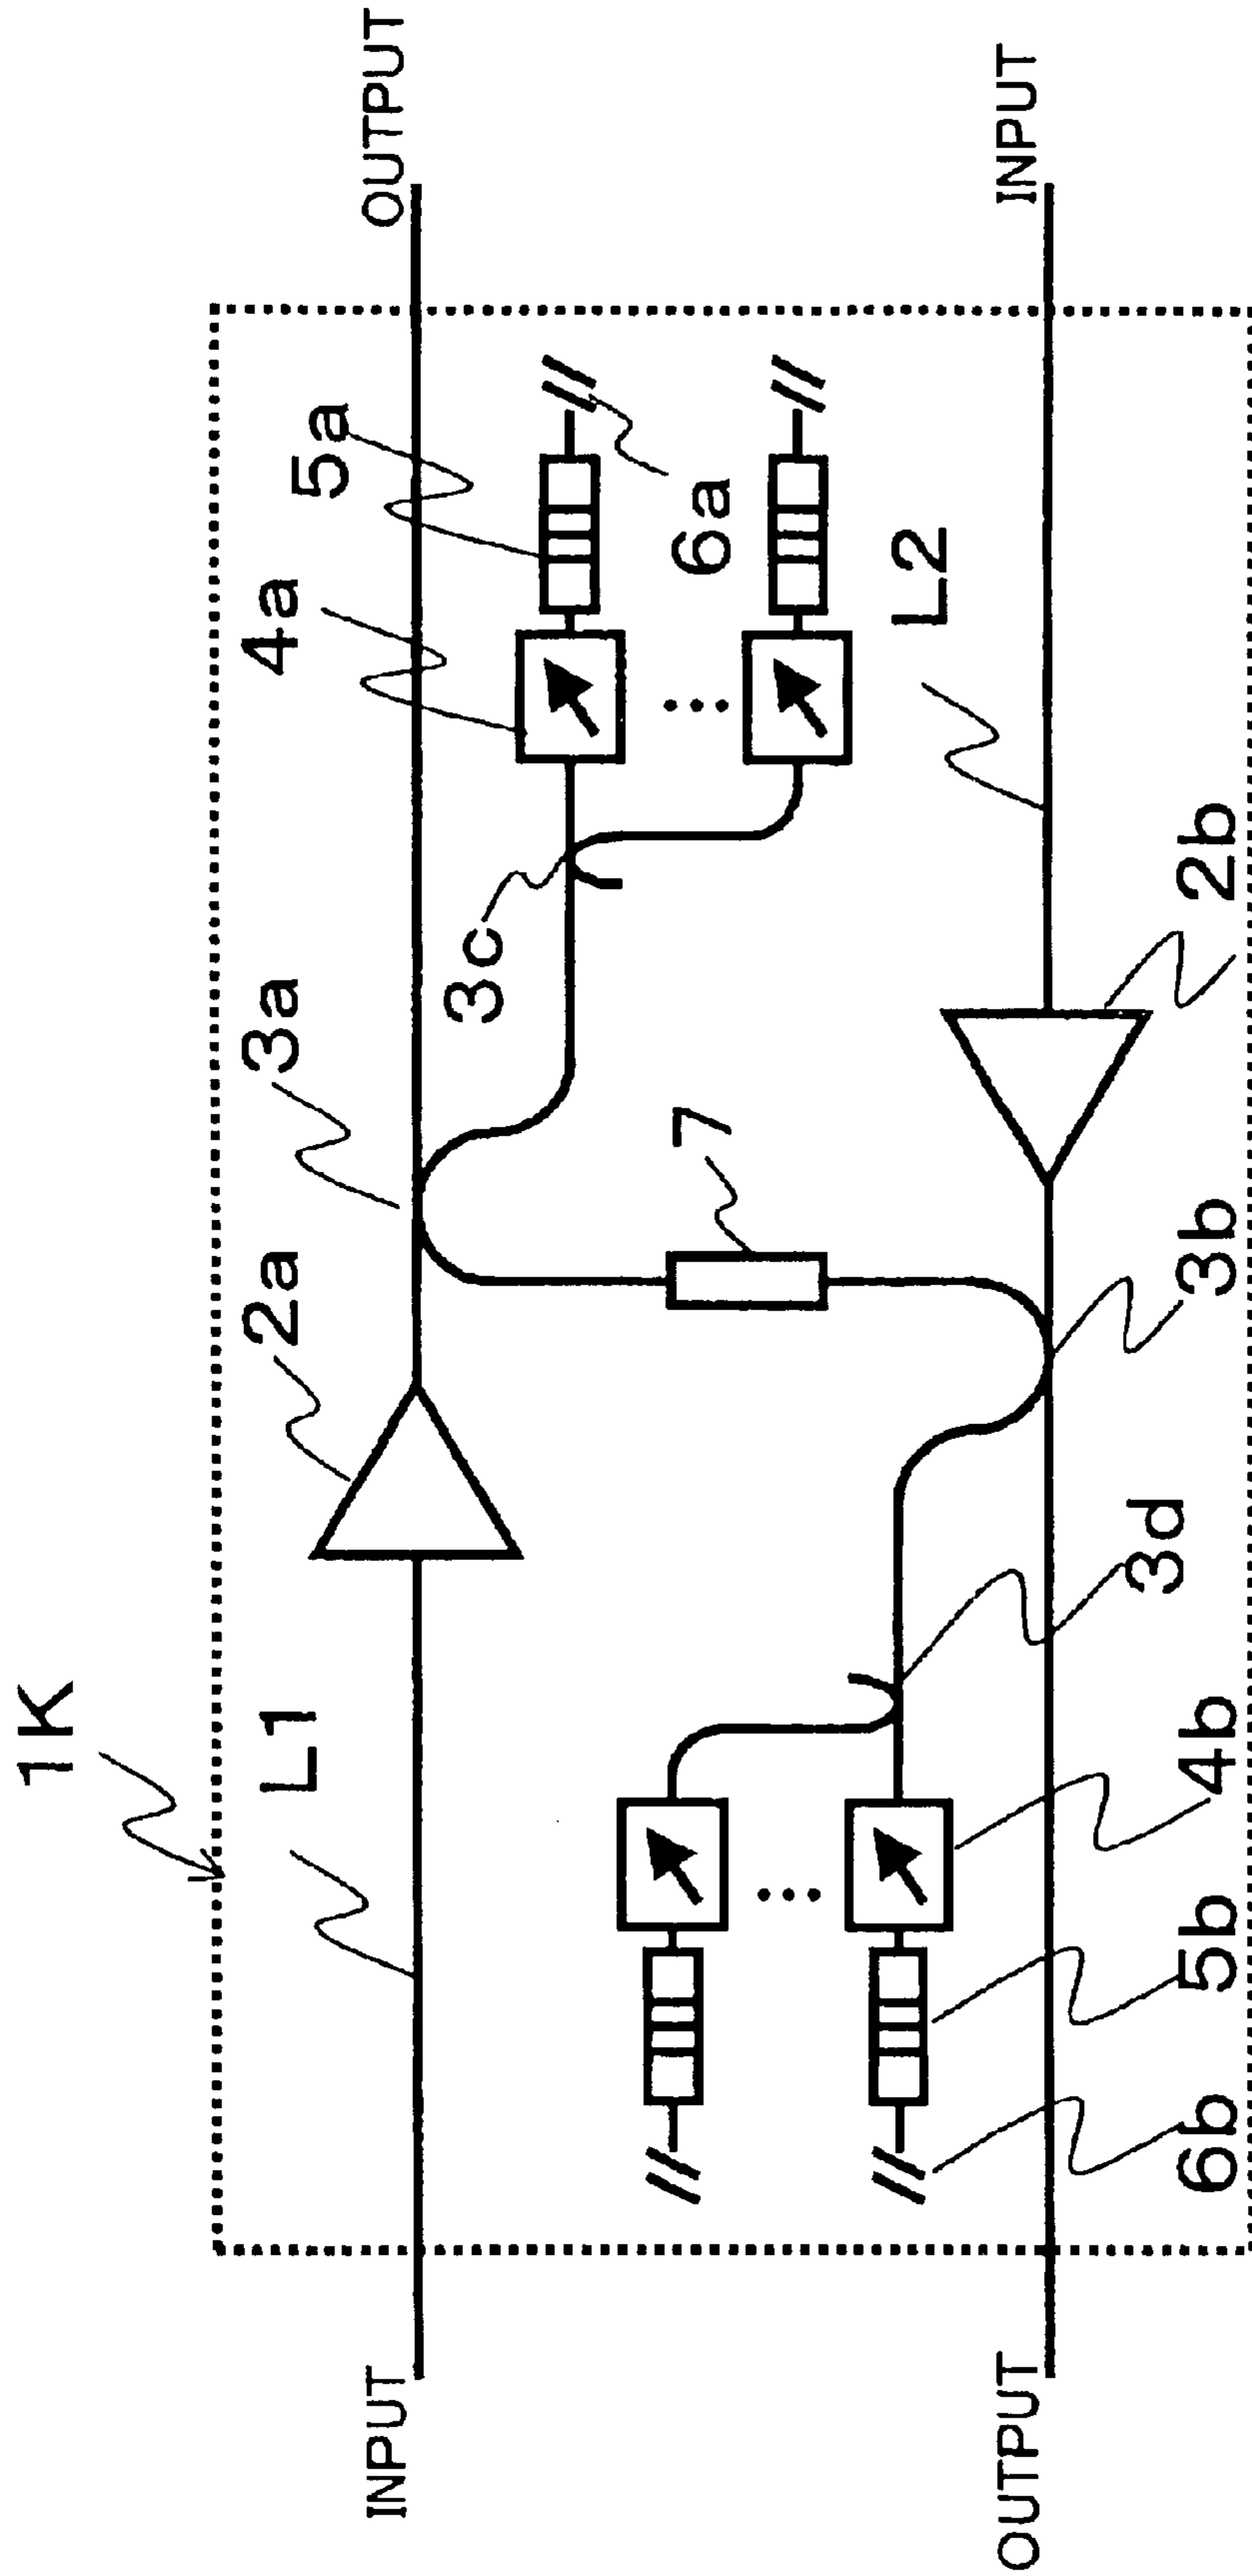 1K
INPUT
L1
2a
3a
4a
5a
OUTPUT
3c
6a
7
L2
3d
6b
5b
4b
3b
2b
OUTPUT
INPUT